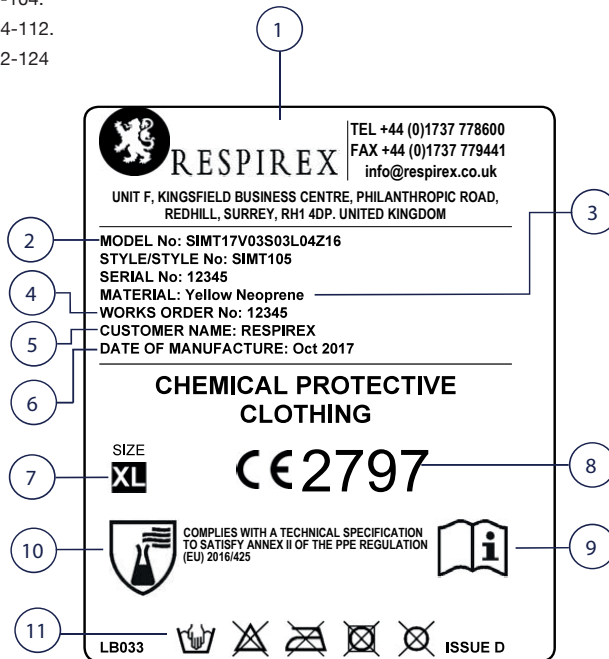 -104.
4-112.
2-124
1
RESPIREX
TEL +44 (0)1737 778600
FAX +44 (0)1737 779441
info@respirex.co.uk
UNIT F, KINGSFIELD BUSINESS CENTRE, PHILANTHROPIC ROAD,
REDHILL, SURREY, RH1 4DP. UNITED KINGDOM
3
2
MODEL No: SIMT17V03S03L04Z16
STYLE/STYLE No: SIMT105
SERIAL No: 12345
MATERIAL: Yellow Neoprene
4
WORKS ORDER No: 12345
5
CUSTOMER NAME: RESPIREX
6
DATE OF MANUFACTURE: Oct 2017
CHEMICAL PROTECTIVE
CLOTHING
SIZE
7
XL
CE 2797
8
10
COMPLIES WITH A TECHNICAL SPECIFICATION
TO SATISFY ANNEX II OF THE PPE REGULATION
(EU) 2016/425
i
9
11
LB033
ISSUE D